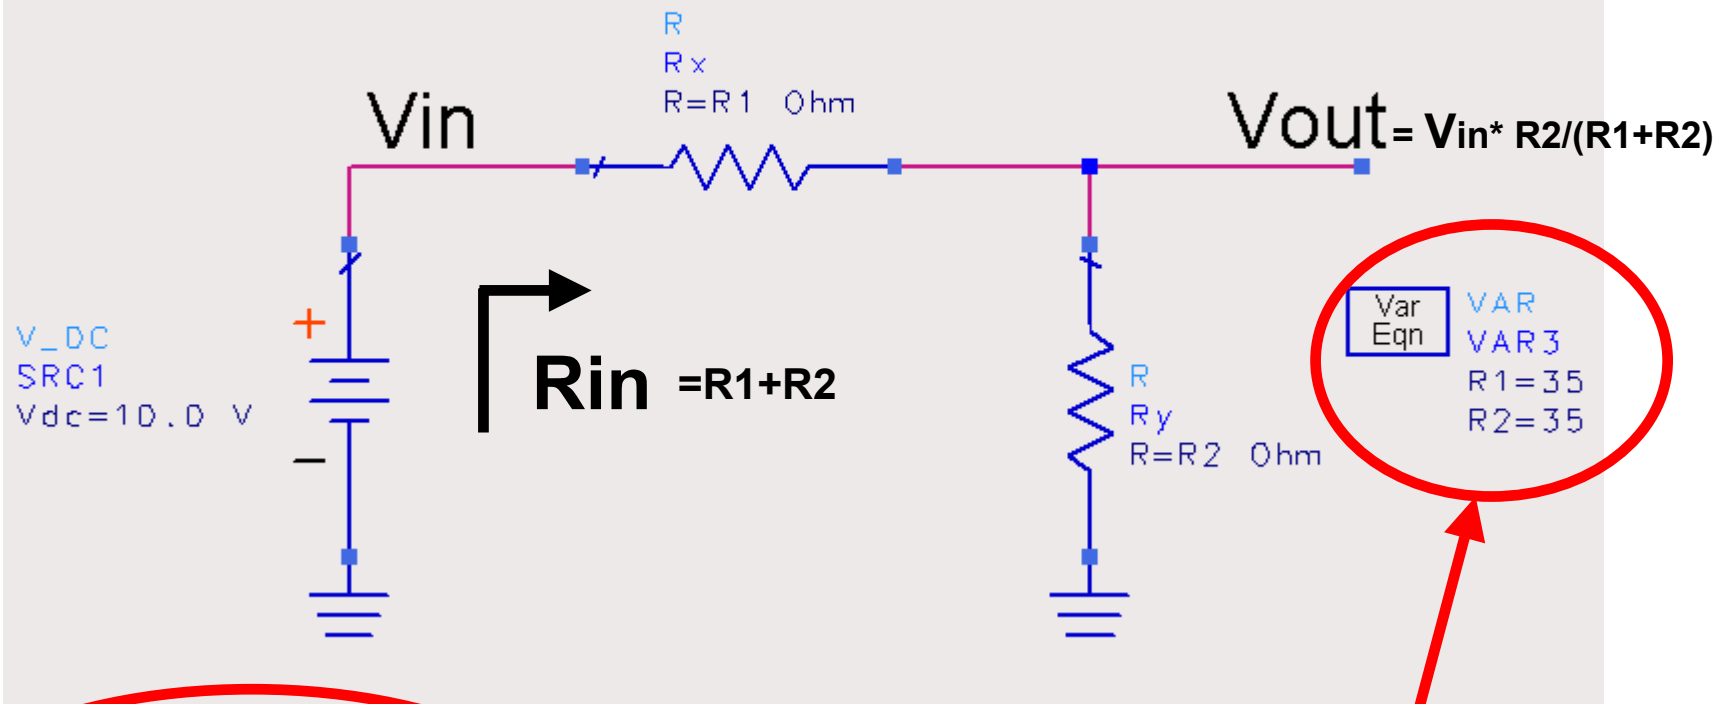 R
Rx
R=R1 Ohm
Vin
Vout = Vin* R2/(R1+R2)
+
V_DC
SRC1
Vdc=10.0 V
−
Rin =R1+R2
R
Ry
R=R2 Ohm
Var
Eqn
VAR
VAR3
R1=35
R2=35